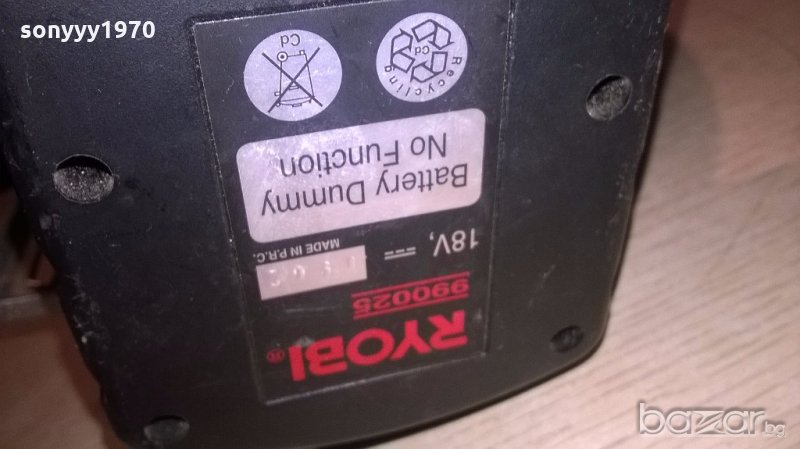 sonyyy1970
RYOBI®
990025
18V, ⎓
MADE IN P.R.C.
Battery Dummy
No Function
Cd
Cd
Recycling
bazar.bg